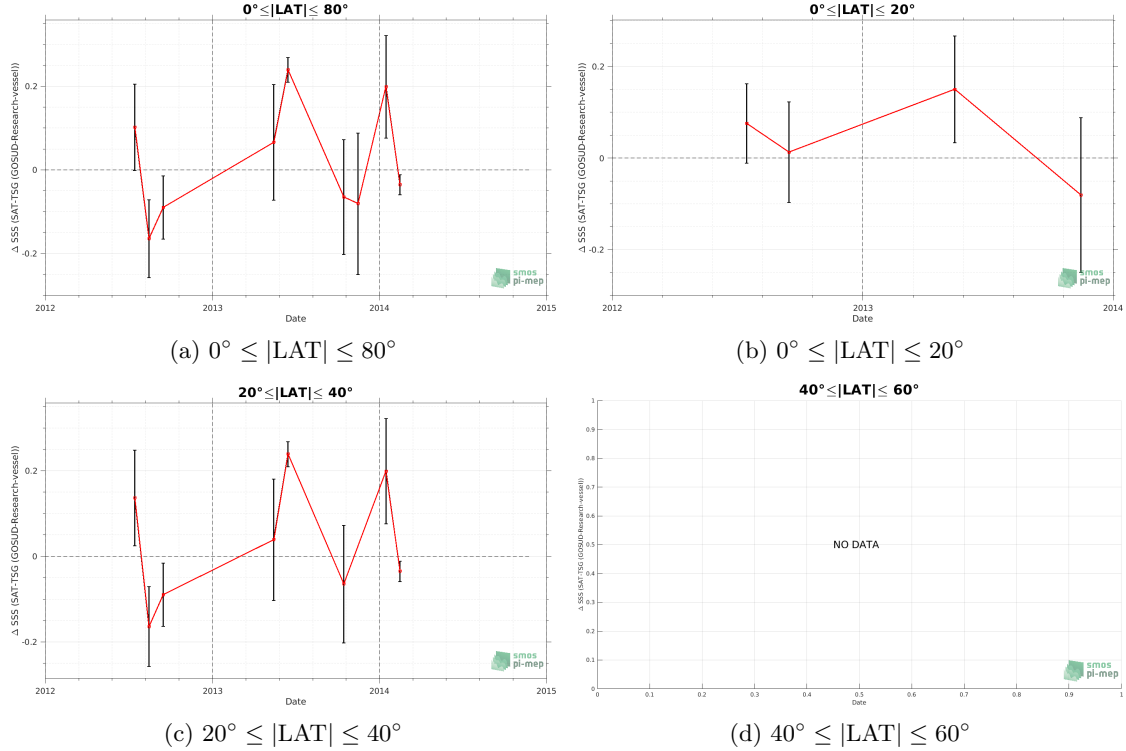 0°≤|LAT|≤ 80°
Δ SSS (SAT-TSG (GOSUD-Research-vessel))
0.2
0
-0.2
2012
2013
2014
2015
Date
smos
pi-mep
(a) 0° ≤ |LAT| ≤ 80°
0°≤|LAT|≤ 20°
Δ SSS (SAT-TSG (GOSUD-Research-vessel))
0.2
0
-0.2
2012
2013
2014
Date
smos
pi-mep
(b) 0° ≤ |LAT| ≤ 20°
20°≤|LAT|≤ 40°
Δ SSS (SAT-TSG (GOSUD-Research-vessel))
0.2
0
-0.2
2012
2013
2014
2015
Date
smos
pi-mep
(c) 20° ≤ |LAT| ≤ 40°
40°≤|LAT|≤ 60°
Δ SSS (SAT-TSG (GOSUD-Research-vessel))
1
0.9
0.8
0.7
0.6
0.5
0.4
0.3
0.2
0.1
0
NO DATA
0
0.1
0.2
0.3
0.4
0.5
0.6
0.7
0.8
0.9
1
Date
smos
pi-mep
(d) 40° ≤ |LAT| ≤ 60°